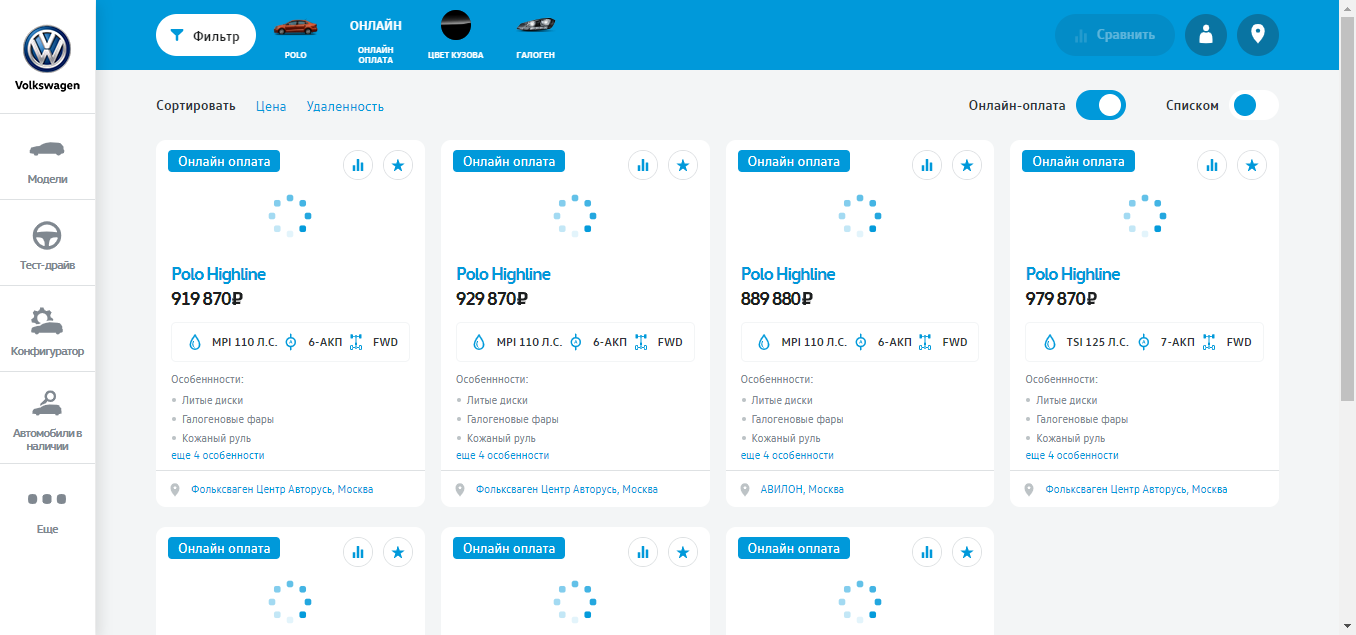 Volkswagen
Модели
Тест-драйв
Конфигуратор
Автомобили в
наличии
Еще
Фильтр
POLO
ОНЛАЙН
ОНЛАЙН
ОПЛАТА
ЦВЕТ КУЗОВА
ГАЛОГЕН
Сравнить
Сортировать Цена Удаленность
Онлайн-оплата Списком
Онлайн оплата
Polo Highline
919 870₽
MPI 110 Л.С. 6-АКП FWD
Особеннности:
Литые диски
Галогеновые фары
Кожаный руль
еще 4 особенности
Фольксваген Центр Авторусь, Москва
Онлайн оплата
Polo Highline
929 870₽
MPI 110 Л.С. 6-АКП FWD
Особеннности:
Литые диски
Галогеновые фары
Кожаный руль
еще 4 особенности
Фольксваген Центр Авторусь, Москва
Онлайн оплата
Polo Highline
889 880₽
MPI 110 Л.С. 6-АКП FWD
Особеннности:
Литые диски
Галогеновые фары
Кожаный руль
еще 4 особенности
АВИЛОН, Москва
Онлайн оплата
Polo Highline
979 870₽
TSI 125 Л.С. 7-АКП FWD
Особеннности:
Литые диски
Галогеновые фары
Кожаный руль
еще 4 особенности
Фольксваген Центр Авторусь, Москва
Онлайн оплата
Онлайн оплата
Онлайн оплата